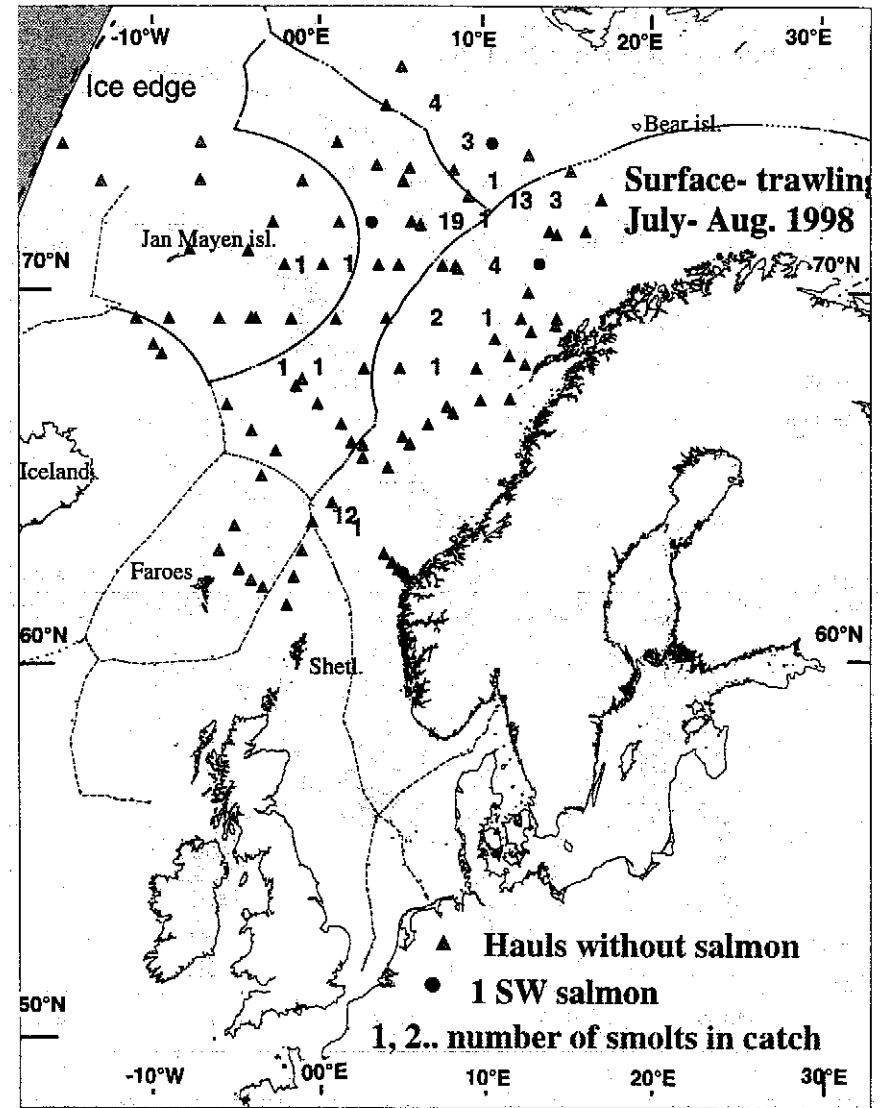 -10°W 00°E 10°E 20°E 30°E
Ice edge
4
3
Bear isl.
1
Surface- trawling
13 3
19 1
July- Aug. 1998
Jan Mayen isl.
1 1 4
70°N 70°N
2 1
1 1 1
Iceland
12
1
Faroes
60°N 60°N
Shetl.
Hauls without salmon
1 SW salmon
50°N
1, 2.. number of smolts in catch
-10°W 00°E 10°E 20°E 30°E